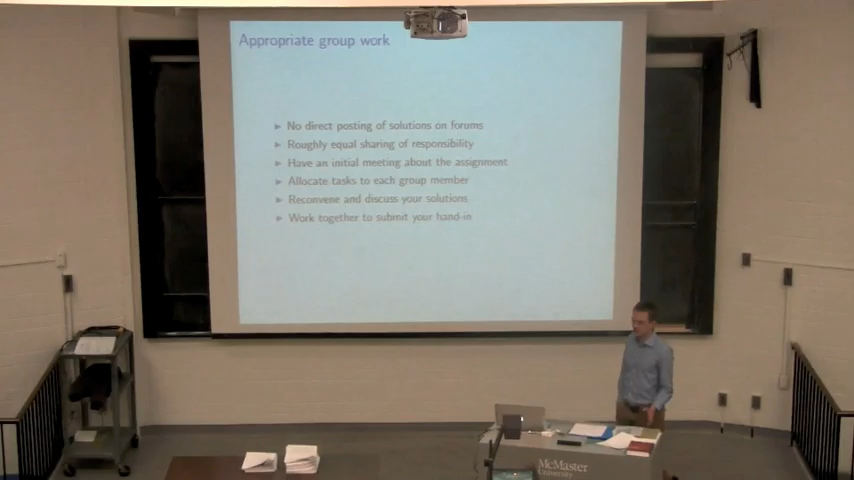 Appropriate group work
No direct posting of solutions on forums
Roughly equal sharing of responsibility
Have an initial meeting about the assignment
Allocate tasks to each group member
Reconvene and discuss your solutions
Work together to submit your hand-in
McMaster
University